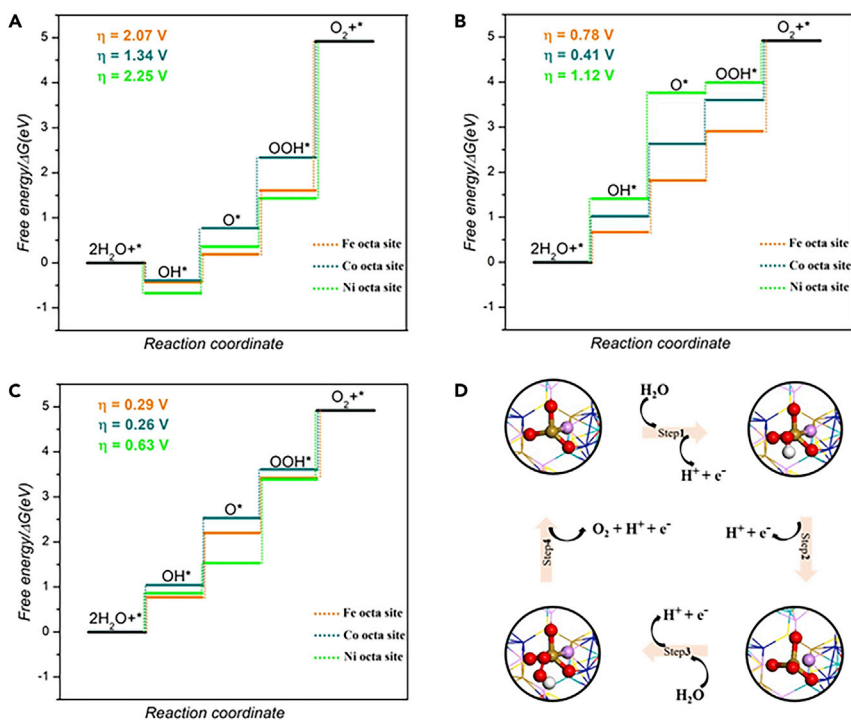 A
η = 2.07 V
η = 1.34 V
η = 2.25 V
O₂+*
OOH*
O*
2H₂O+*
OH*
Fe octa site
Co octa site
Ni octa site
5
4
3
2
1
0
-1
Free energy/ΔG(eV)
Reaction coordinate
B
η = 0.78 V
η = 0.41 V
η = 1.12 V
O₂+*
OOH*
O*
OH*
2H₂O+*
Fe octa site
Co octa site
Ni octa site
5
4
3
2
1
0
-1
Free energy/ΔG(eV)
Reaction coordinate
C
η = 0.29 V
η = 0.26 V
η = 0.63 V
O₂+*
OOH*
O*
OH*
2H₂O+*
Fe octa site
Co octa site
Ni octa site
5
4
3
2
1
0
-1
Free energy/ΔG(eV)
Reaction coordinate
D
H₂O
Step1
H⁺ + e⁻
H⁺ + e⁻
Step2
H⁺ + e⁻
Step3
H₂O
Step4
O₂ + H⁺ + e⁻